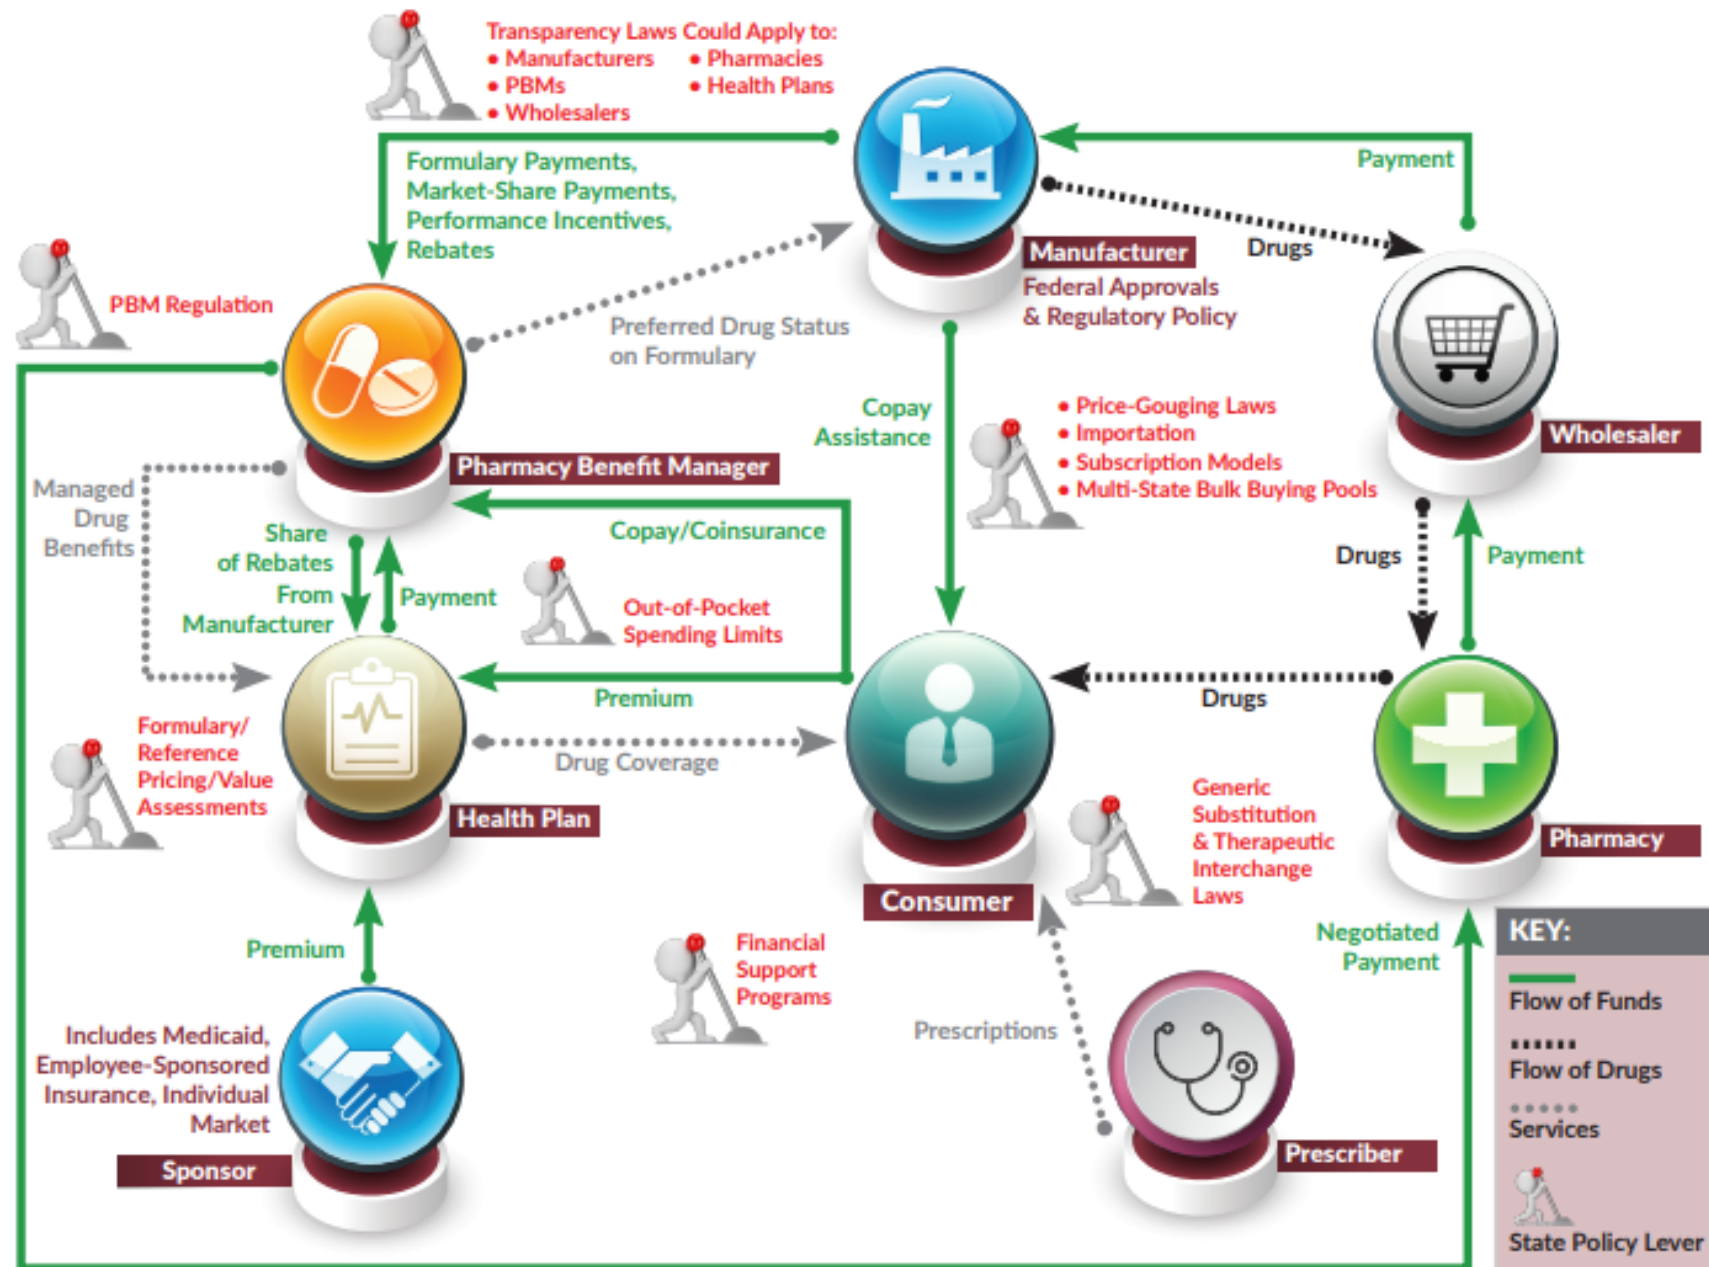 Transparency Laws Could Apply to:
• Manufacturers
• PBMs
• Wholesalers
• Pharmacies
• Health Plans
Formulary Payments,
Market-Share Payments,
Performance Incentives,
Rebates
Payment
Drugs
Manufacturer
Federal Approvals
& Regulatory Policy
PBM Regulation
Preferred Drug Status
on Formulary
Copay
Assistance
• Price-Gouging Laws
• Importation
• Subscription Models
• Multi-State Bulk Buying Pools
Wholesaler
Pharmacy Benefit Manager
Managed
Drug
Benefits
Share
of Rebates
From
Manufacturer
Payment
Copay/Coinsurance
Out-of-Pocket
Spending Limits
Drugs
Payment
Premium
Drugs
Formulary/
Reference
Pricing/Value
Assessments
Drug Coverage
Health Plan
Consumer
Generic
Substitution
& Therapeutic
Interchange
Laws
Pharmacy
Premium
Financial
Support
Programs
Negotiated
Payment
Includes Medicaid,
Employee-Sponsored
Insurance, Individual
Market
Sponsor
Prescriptions
Prescriber
KEY:
Flow of Funds
Flow of Drugs
Services
State Policy Lever